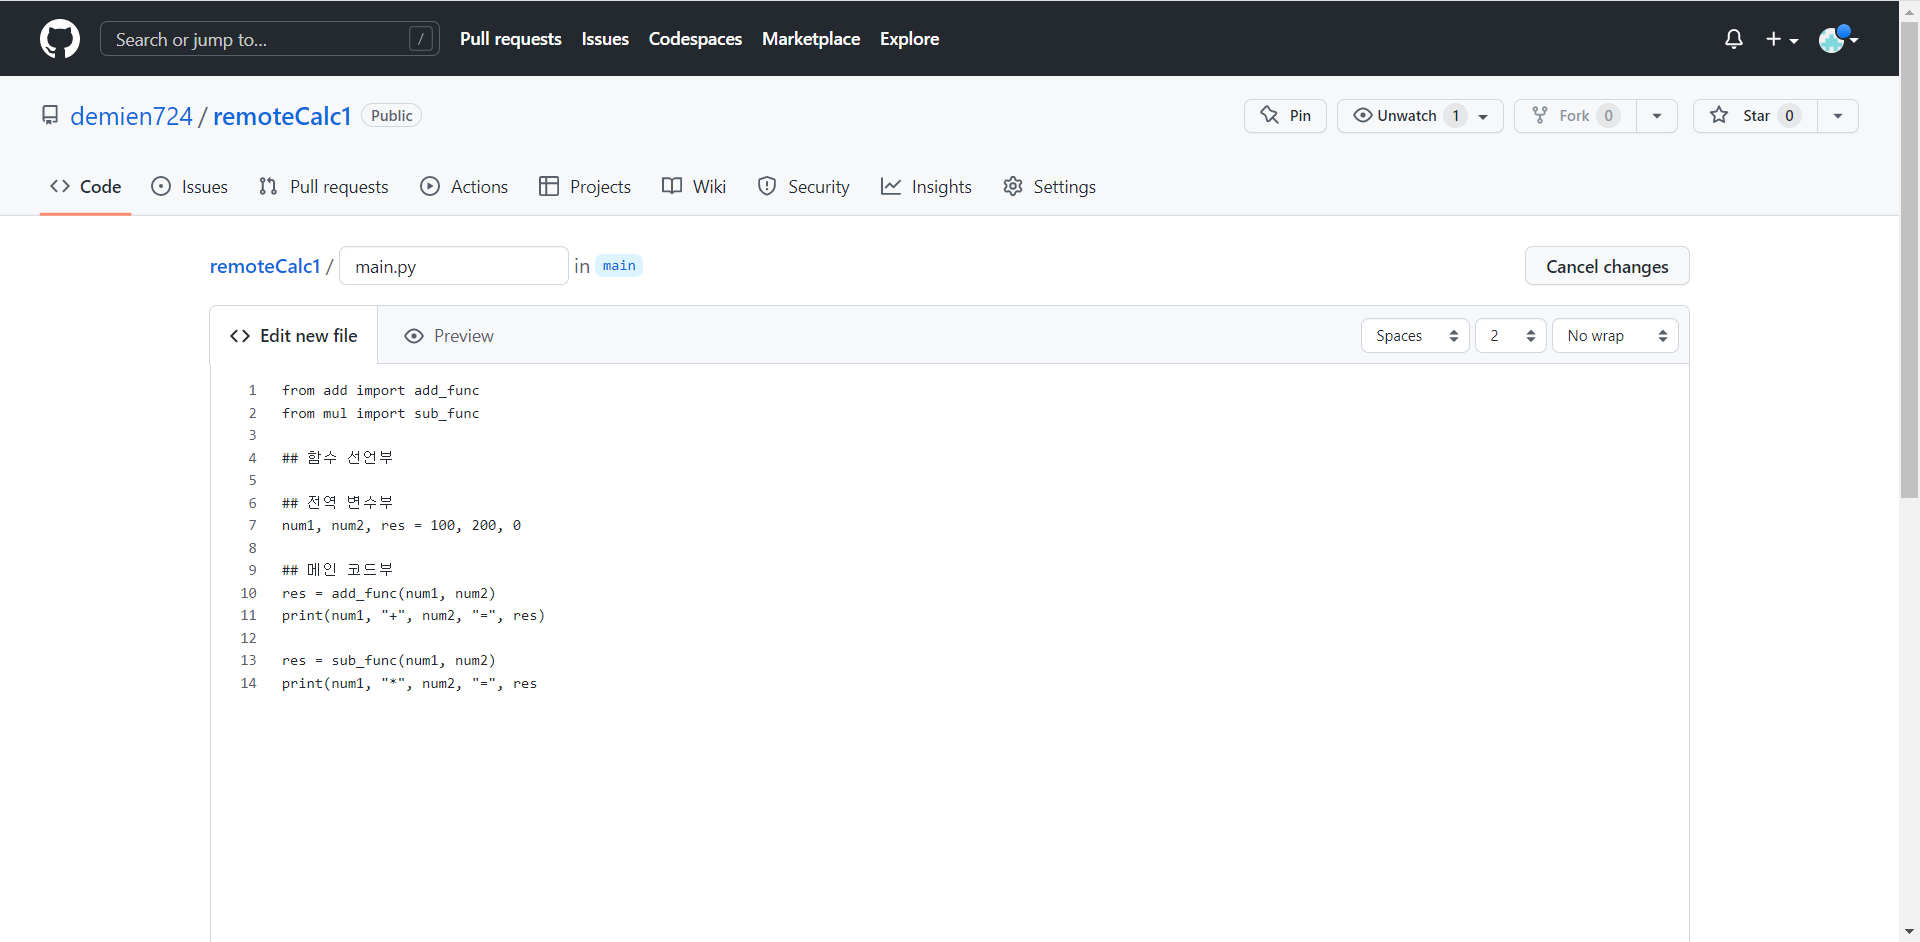 Search or jump to... /
Pull requests Issues Codespaces Marketplace Explore
demien724 / remoteCalc1 Public
Pin Unwatch 1 Fork 0 Star 0
Code Issues Pull requests Actions Projects Wiki Security Insights Settings
remoteCalc1 / main.py in main Cancel changes
Edit new file Preview Spaces 2 No wrap
1 from add import add_func
2 from mul import sub_func
3
4 ## 함수 선언부
5
6 ## 전역 변수부
7 num1, num2, res = 100, 200, 0
8
9 ## 메인 코드부
10 res = add_func(num1, num2)
11 print(num1, "+", num2, "=", res)
12
13 res = sub_func(num1, num2)
14 print(num1, "*", num2, "=", res